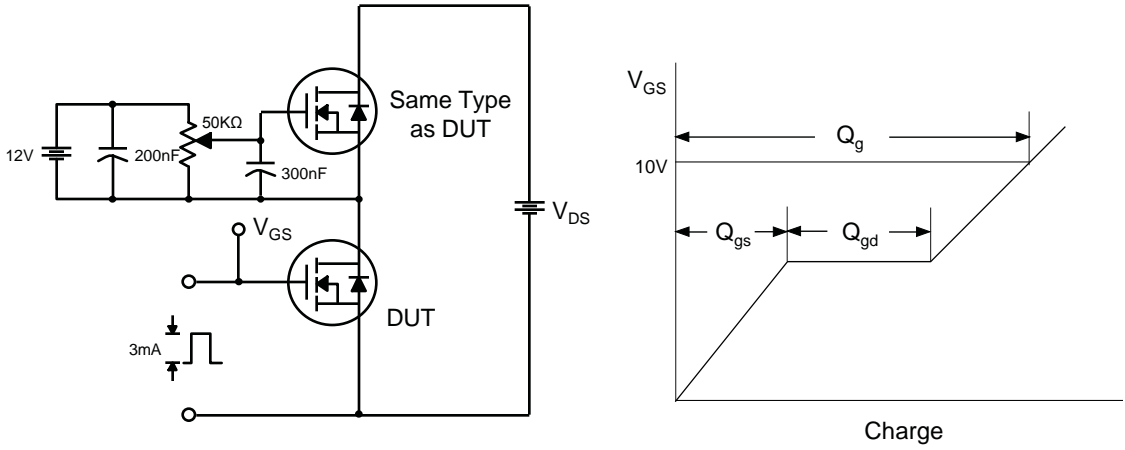 12V
200nF
50KΩ
300nF
Same Type
as DUT
V_GS
DUT
3mA
V_DS
V_GS
10V
Q_g
Q_gs
Q_gd
Charge